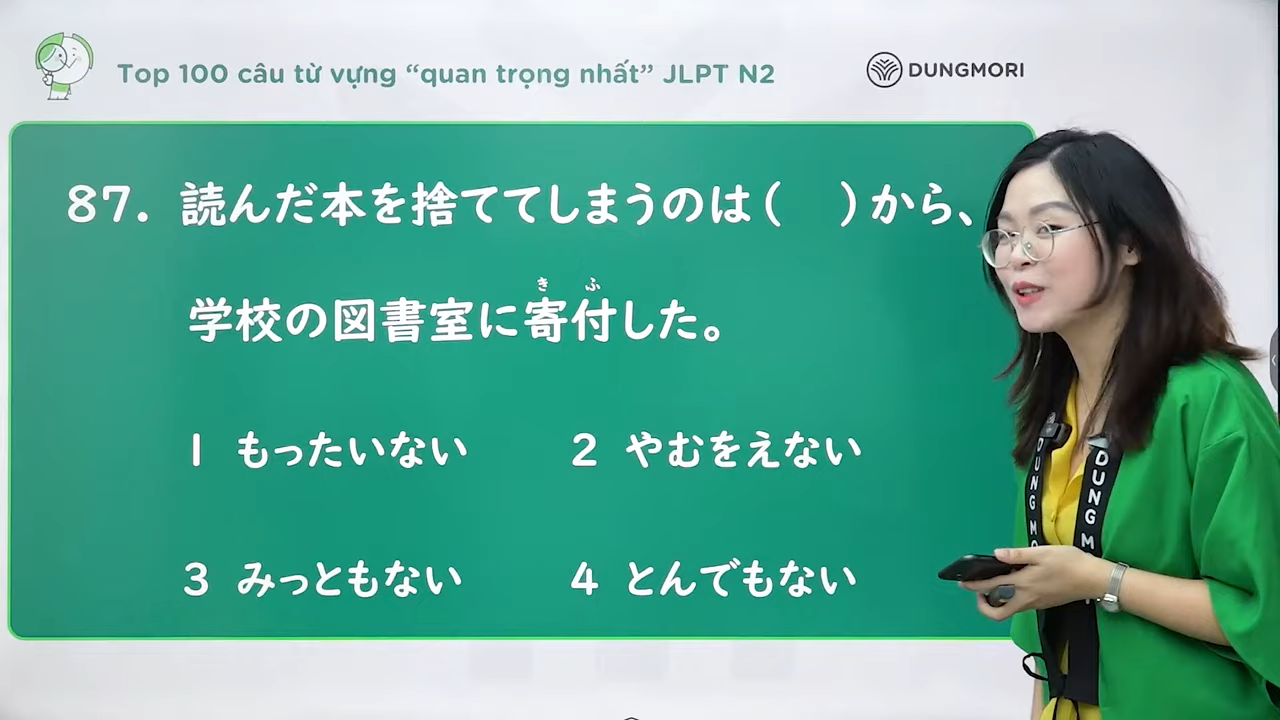 Top 100 câu từ vựng “quan trọng nhất” JLPT N2
DUNGMORI
87. 読んだ本を捨ててしまうのは（　）から、
学校の図書室に寄付した。
きふ
1 もったいない
2 やむをえない
3 みっともない
4 とんでもない
DUNG MO
DUNG M